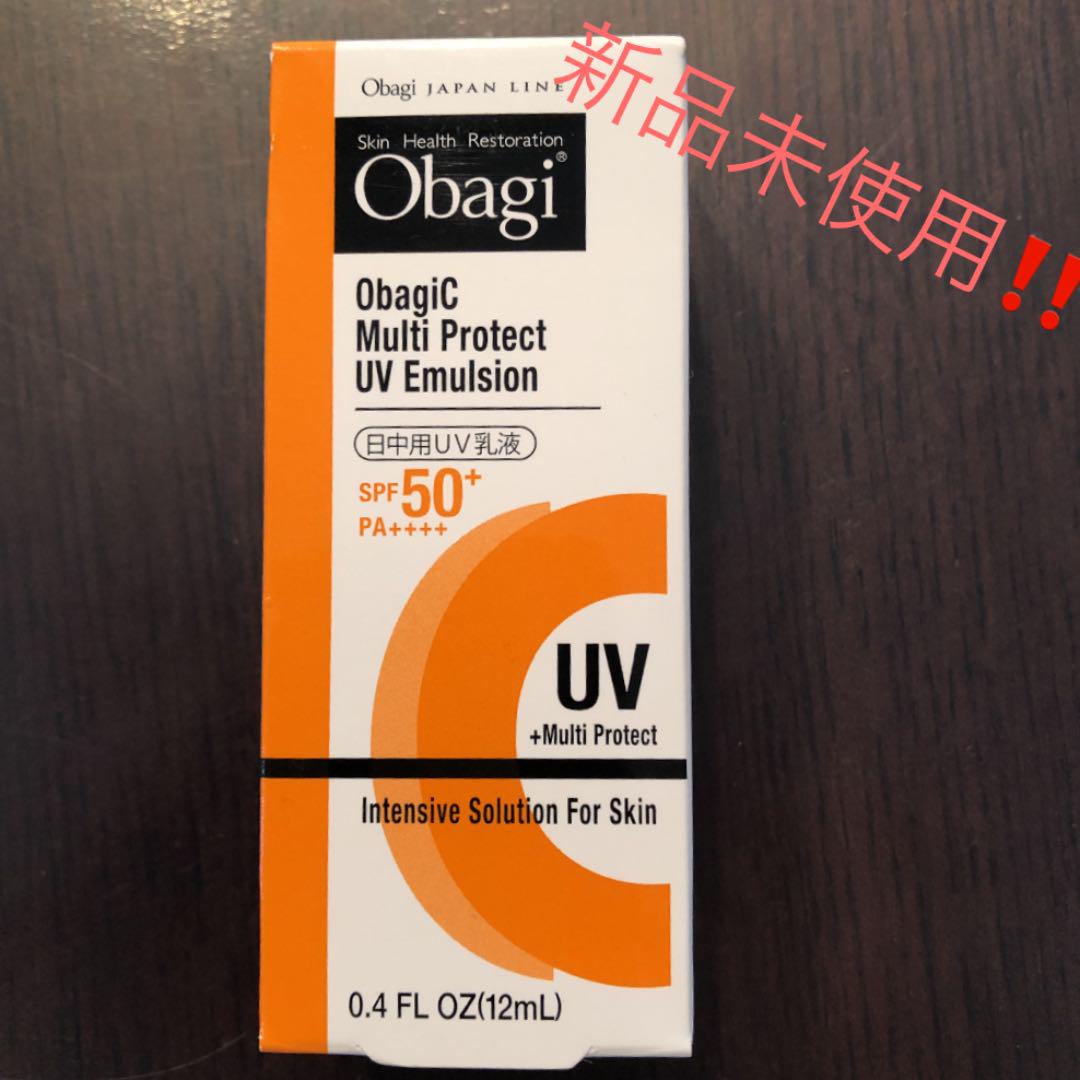 Obagi JAPAN LINE
新品未使用‼️
Skin Health Restoration
Obagi®
ObagiC
Multi Protect
UV Emulsion
日中用UV乳液
SPF50+
PA++++
UV
+Multi Protect
Intensive Solution For Skin
0.4 FL OZ(12mL)